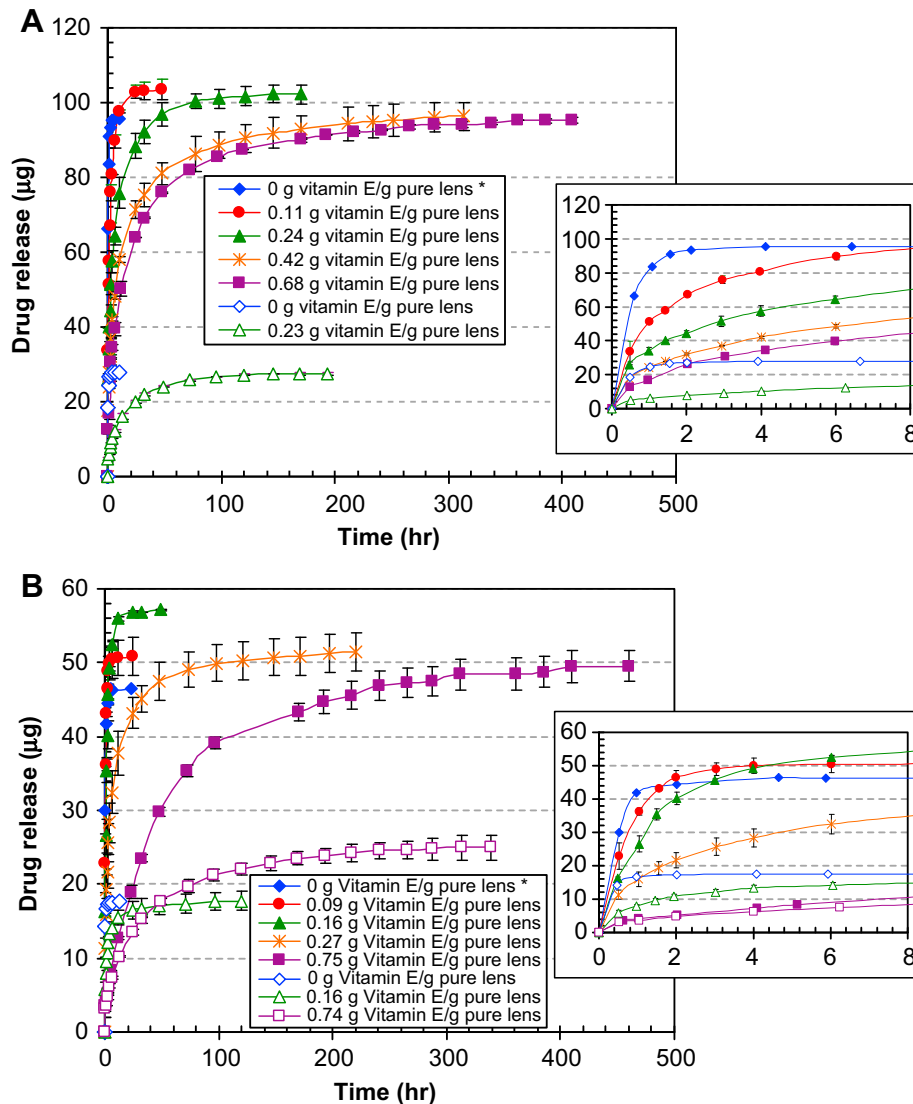 A
Drug release (µg)
120
100
80
60
40
20
0
0 100 200 300 400 500
Time (hr)
0 g vitamin E/g pure lens *
0.11 g vitamin E/g pure lens
0.24 g vitamin E/g pure lens
0.42 g vitamin E/g pure lens
0.68 g vitamin E/g pure lens
0 g vitamin E/g pure lens
0.23 g vitamin E/g pure lens
120
100
80
60
40
20
0
0 2 4 6 8
B
Drug release (µg)
60
50
40
30
20
10
0
0 100 200 300 400 500
Time (hr)
0 g Vitamin E/g pure lens *
0.09 g Vitamin E/g pure lens
0.16 g Vitamin E/g pure lens
0.27 g Vitamin E/g pure lens
0.75 g Vitamin E/g pure lens
0 g Vitamin E/g pure lens
0.16 g Vitamin E/g pure lens
0.74 g Vitamin E/g pure lens
60
50
40
30
20
10
0
0 2 4 6 8